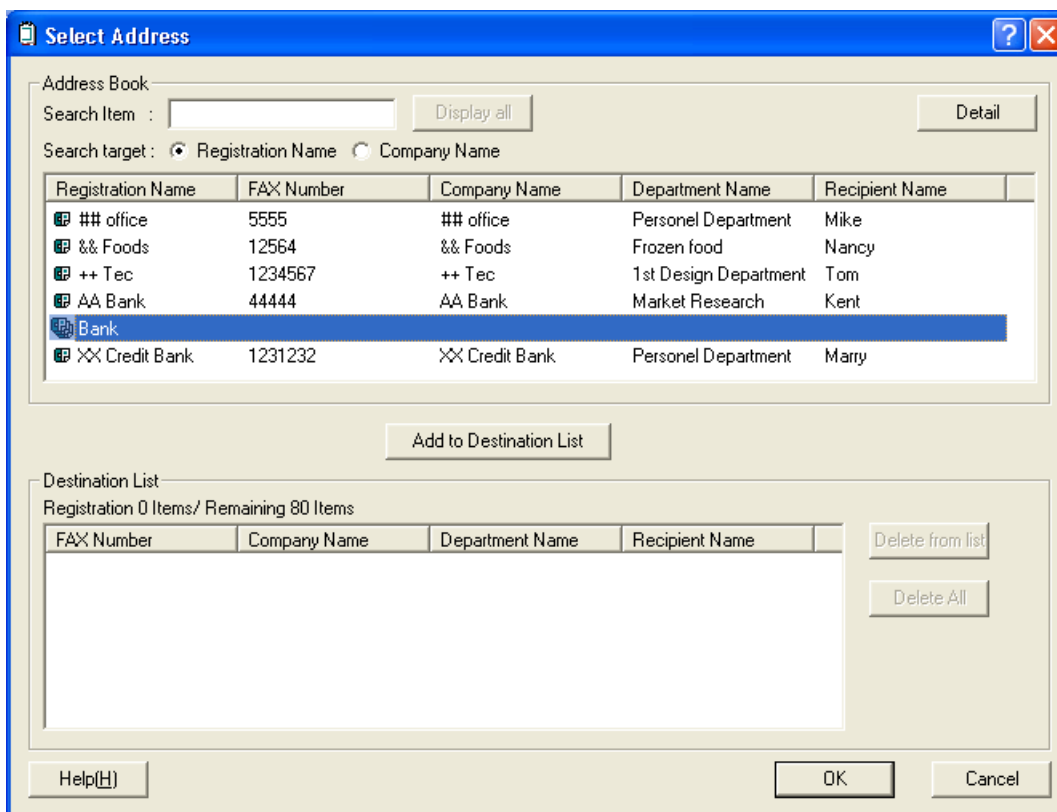 Select Address
Address Book
Search Item : Display all Detail
Search target : Registration Name Company Name
Registration Name FAX Number Company Name Department Name Recipient Name
## office 5555 ## office Personel Department Mike
&& Foods 12564 && Foods Frozen food Nancy
++ Tec 1234567 ++ Tec 1st Design Department Tom
AA Bank 44444 AA Bank Market Research Kent
Bank
XX Credit Bank 1231232 XX Credit Bank Personel Department Marry
Add to Destination List
Destination List
Registration 0 Items/ Remaining 80 Items
FAX Number Company Name Department Name Recipient Name Delete from list
Delete All
Help(H) OK Cancel